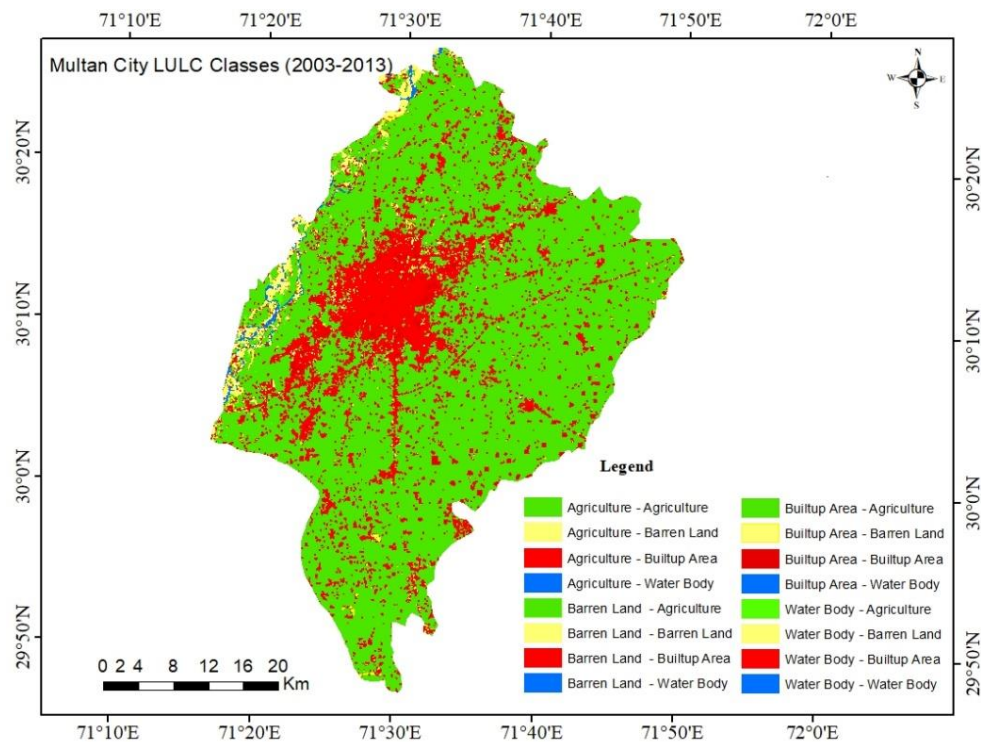 71°10'E 71°20'E 71°30'E 71°40'E 71°50'E 72°0'E
Multan City LULC Classes (2003-2013)
N
W E
S
30°20'N
30°20'N
30°10'N
30°10'N
30°0'N
30°0'N
29°50'N
29°50'N
Legend
Agriculture - Agriculture
Agriculture - Barren Land
Agriculture - Builtup Area
Agriculture - Water Body
Barren Land - Agriculture
Barren Land - Barren Land
Barren Land - Builtup Area
Barren Land - Water Body
Builtup Area - Agriculture
Builtup Area - Barren Land
Builtup Area - Builtup Area
Builtup Area - Water Body
Water Body - Agriculture
Water Body - Barren Land
Water Body - Builtup Area
Water Body - Water Body
0 2 4 8 12 16 20
Km
71°10'E 71°20'E 71°30'E 71°40'E 71°50'E 72°0'E